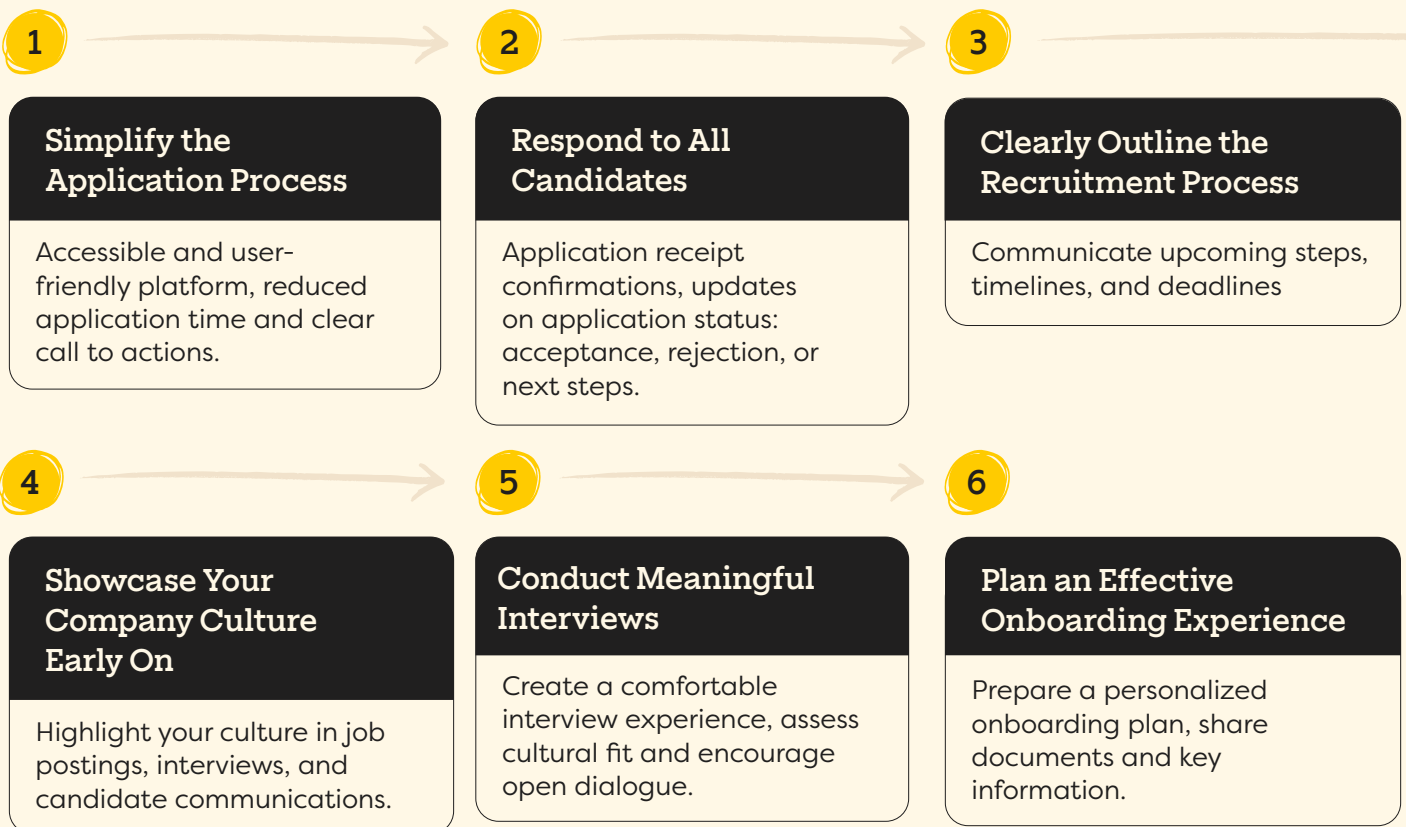 1
Simplify the
Application Process
Accessible and user-
friendly platform, reduced
application time and clear
call to actions.
2
Respond to All
Candidates
Application receipt
confirmations, updates
on application status:
acceptance, rejection, or
next steps.
3
Clearly Outline the
Recruitment Process
Communicate upcoming steps,
timelines, and deadlines
4
Showcase Your
Company Culture
Early On
Highlight your culture in job
postings, interviews, and
candidate communications.
5
Conduct Meaningful
Interviews
Create a comfortable
interview experience, assess
cultural fit and encourage
open dialogue.
6
Plan an Effective
Onboarding Experience
Prepare a personalized
onboarding plan, share
documents and key
information.